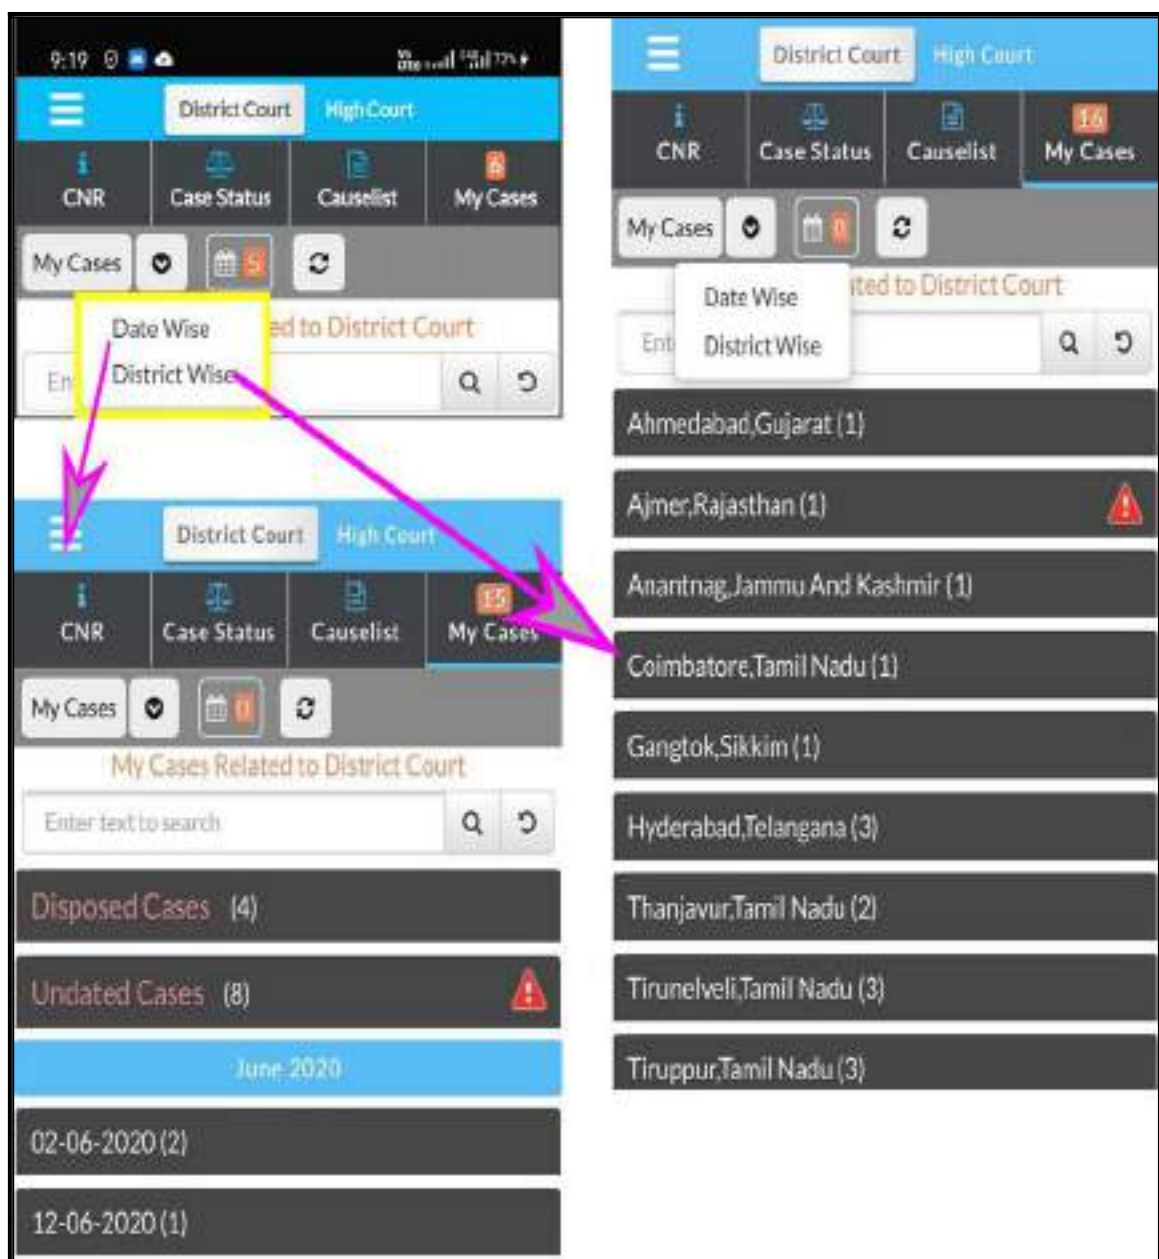 9:19
77%
District Court High Court
6
CNR Case Status Causelist My Cases
My Cases 5
Date Wise
ed to District Court
District Wise
En
District Court High Court
15
CNR Case Status Causelist My Cases
My Cases 0
My Cases Related to District Court
Enter text to search
Disposed Cases (4)
Undated Cases (8)
June 2020
02-06-2020 (2)
12-06-2020 (1)
District Court High Court
16
CNR Case Status Causelist My Cases
My Cases 0
ated to District Court
Date Wise
Ent
District Wise
Ahmedabad,Gujarat (1)
Ajmer,Rajasthan (1)
Anantnag,Jammu And Kashmir (1)
Coimbatore,Tamil Nadu (1)
Gangtok,Sikkim (1)
Hyderabad,Telangana (3)
Thanjavur,Tamil Nadu (2)
Tirunelveli,Tamil Nadu (3)
Tiruppur,Tamil Nadu (3)